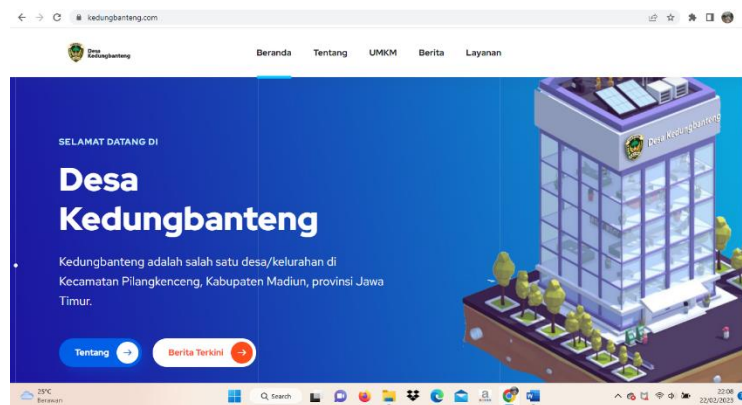 kedungbanteng.com
Desa
Kedungbanteng
Beranda Tentang UMKM Berita Layanan
SELAMAT DATANG DI
Desa
Kedungbanteng
Desa Kedungbanteng
Kedungbanteng adalah salah satu desa/kelurahan di
Kecamatan Pilangkenceng, Kabupaten Madiun, provinsi Jawa
Timur.
Tentang Berita Terkini
25°C
Berawan
Search
22:08
22/02/2023